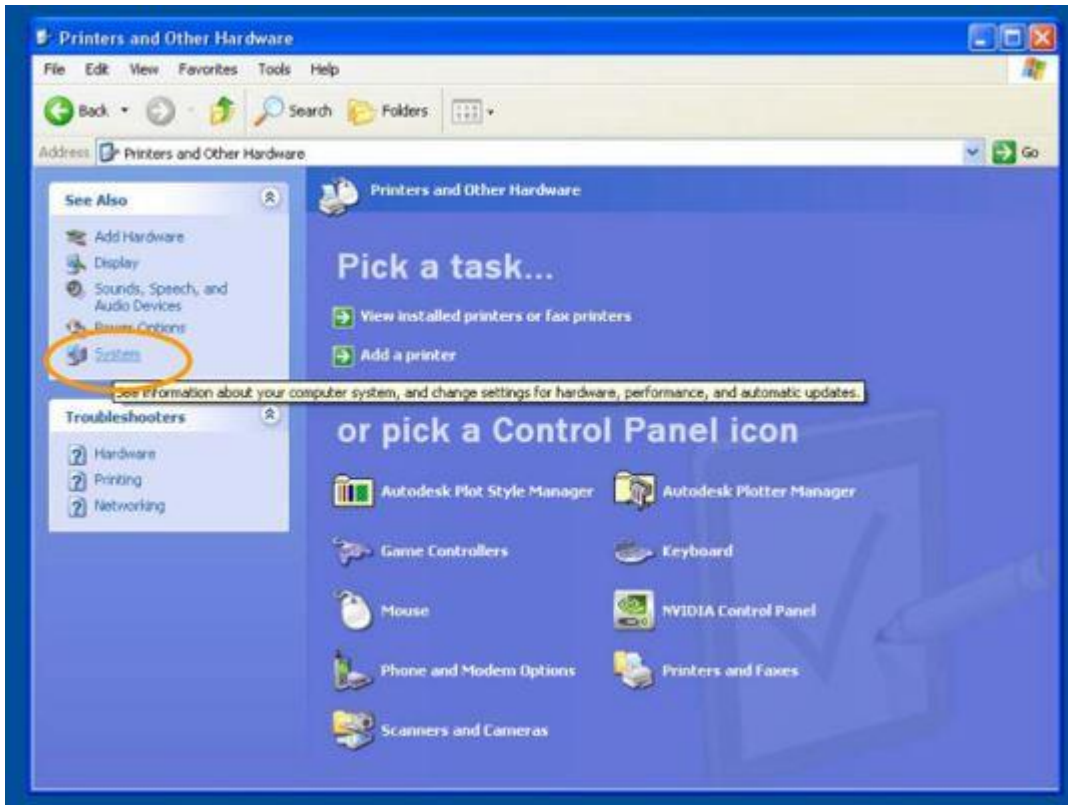 Printers and Other Hardware
File Edit View Favorites Tools Help
Back Search Folders
Address Printers and Other Hardware Go
See Also
Add Hardware
Display
Sounds, Speech, and
Audio Devices
Power Options
System
See information about your computer system, and change settings for hardware, performance, and automatic updates.
Troubleshooters
Hardware
Printing
Networking
Printers and Other Hardware
Pick a task...
View installed printers or fax printers
Add a printer
or pick a Control Panel icon
Autodesk Plot Style Manager
Autodesk Plotter Manager
Game Controllers
Keyboard
Mouse
NVIDIA Control Panel
Phone and Modem Options
Printers and Faxes
Scanners and Cameras